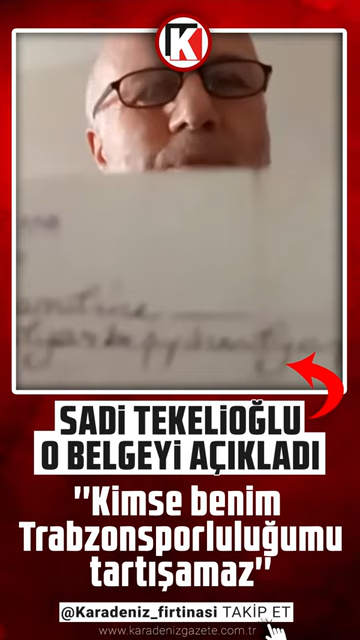 K
SADİ TEKELİOĞLU
O BELGEYİ AÇIKLADI
"Kimse benim
Trabzonsporluluğumu
tartışamaz"
@Karadeniz_firtinasi TAKİP ET
www.karadenizgazete.com.tr